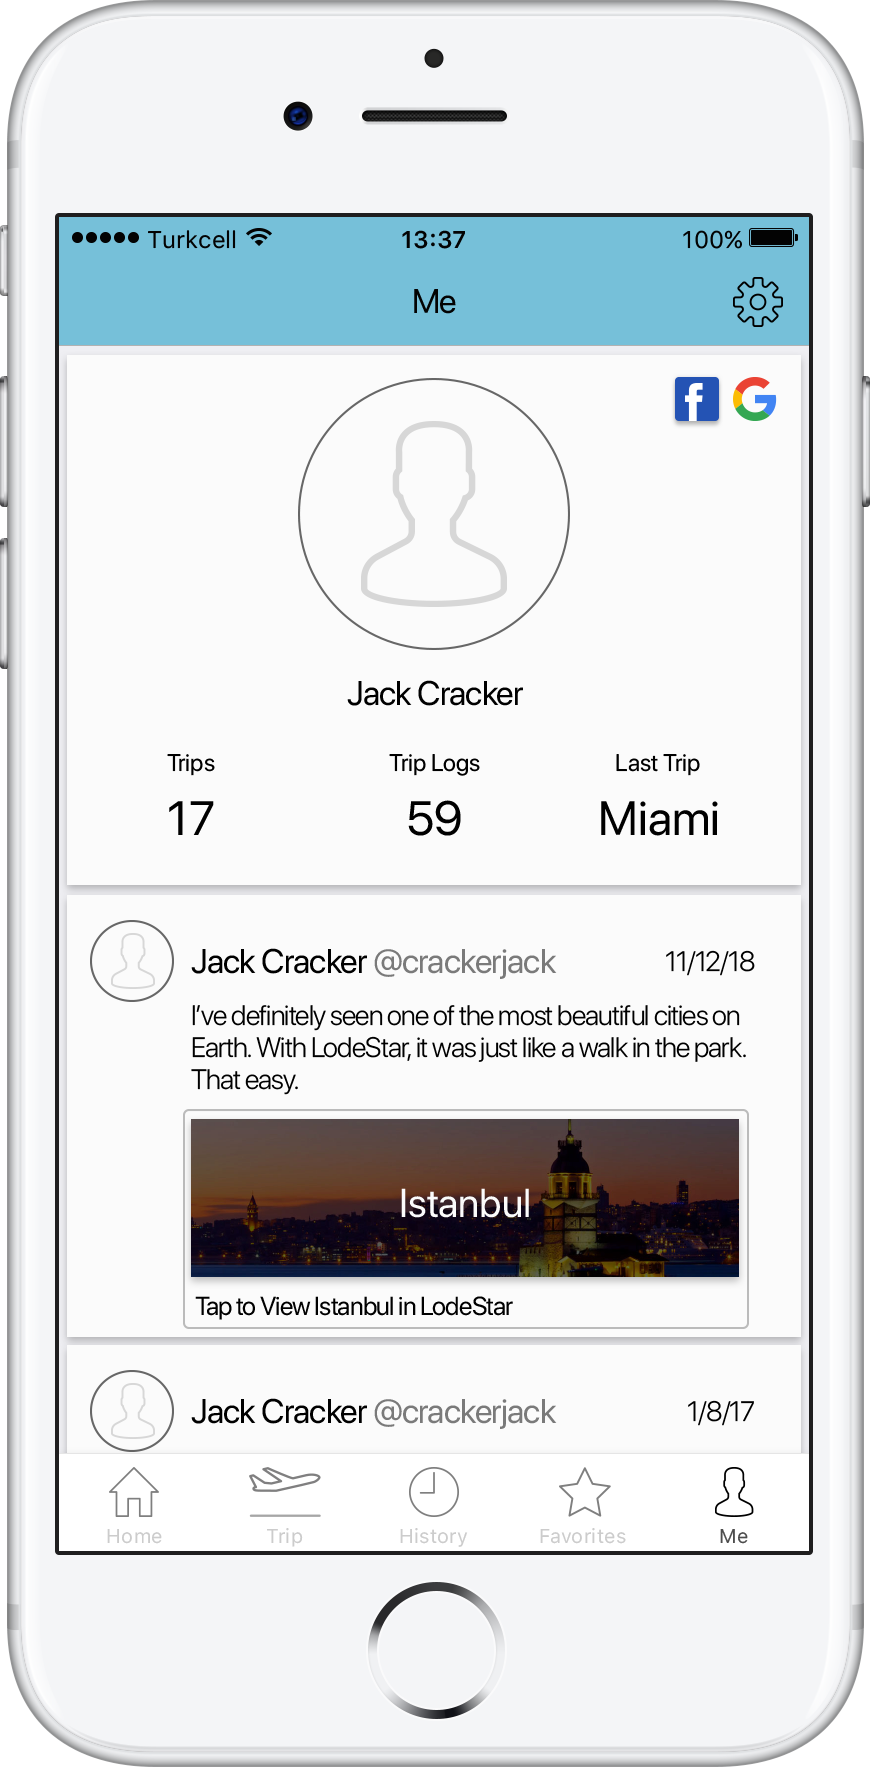 Turkcell 13:37 100%
Me
Jack Cracker
Trips Trip Logs Last Trip
17 59 Miami
Jack Cracker @crackerjack 11/12/18
I've definitely seen one of the most beautiful cities on
Earth. With LodeStar, it was just like a walk in the park.
That easy.
Istanbul
Tap to View Istanbul in LodeStar
Jack Cracker @crackerjack 1/8/17
Home Trip History Favorites Me